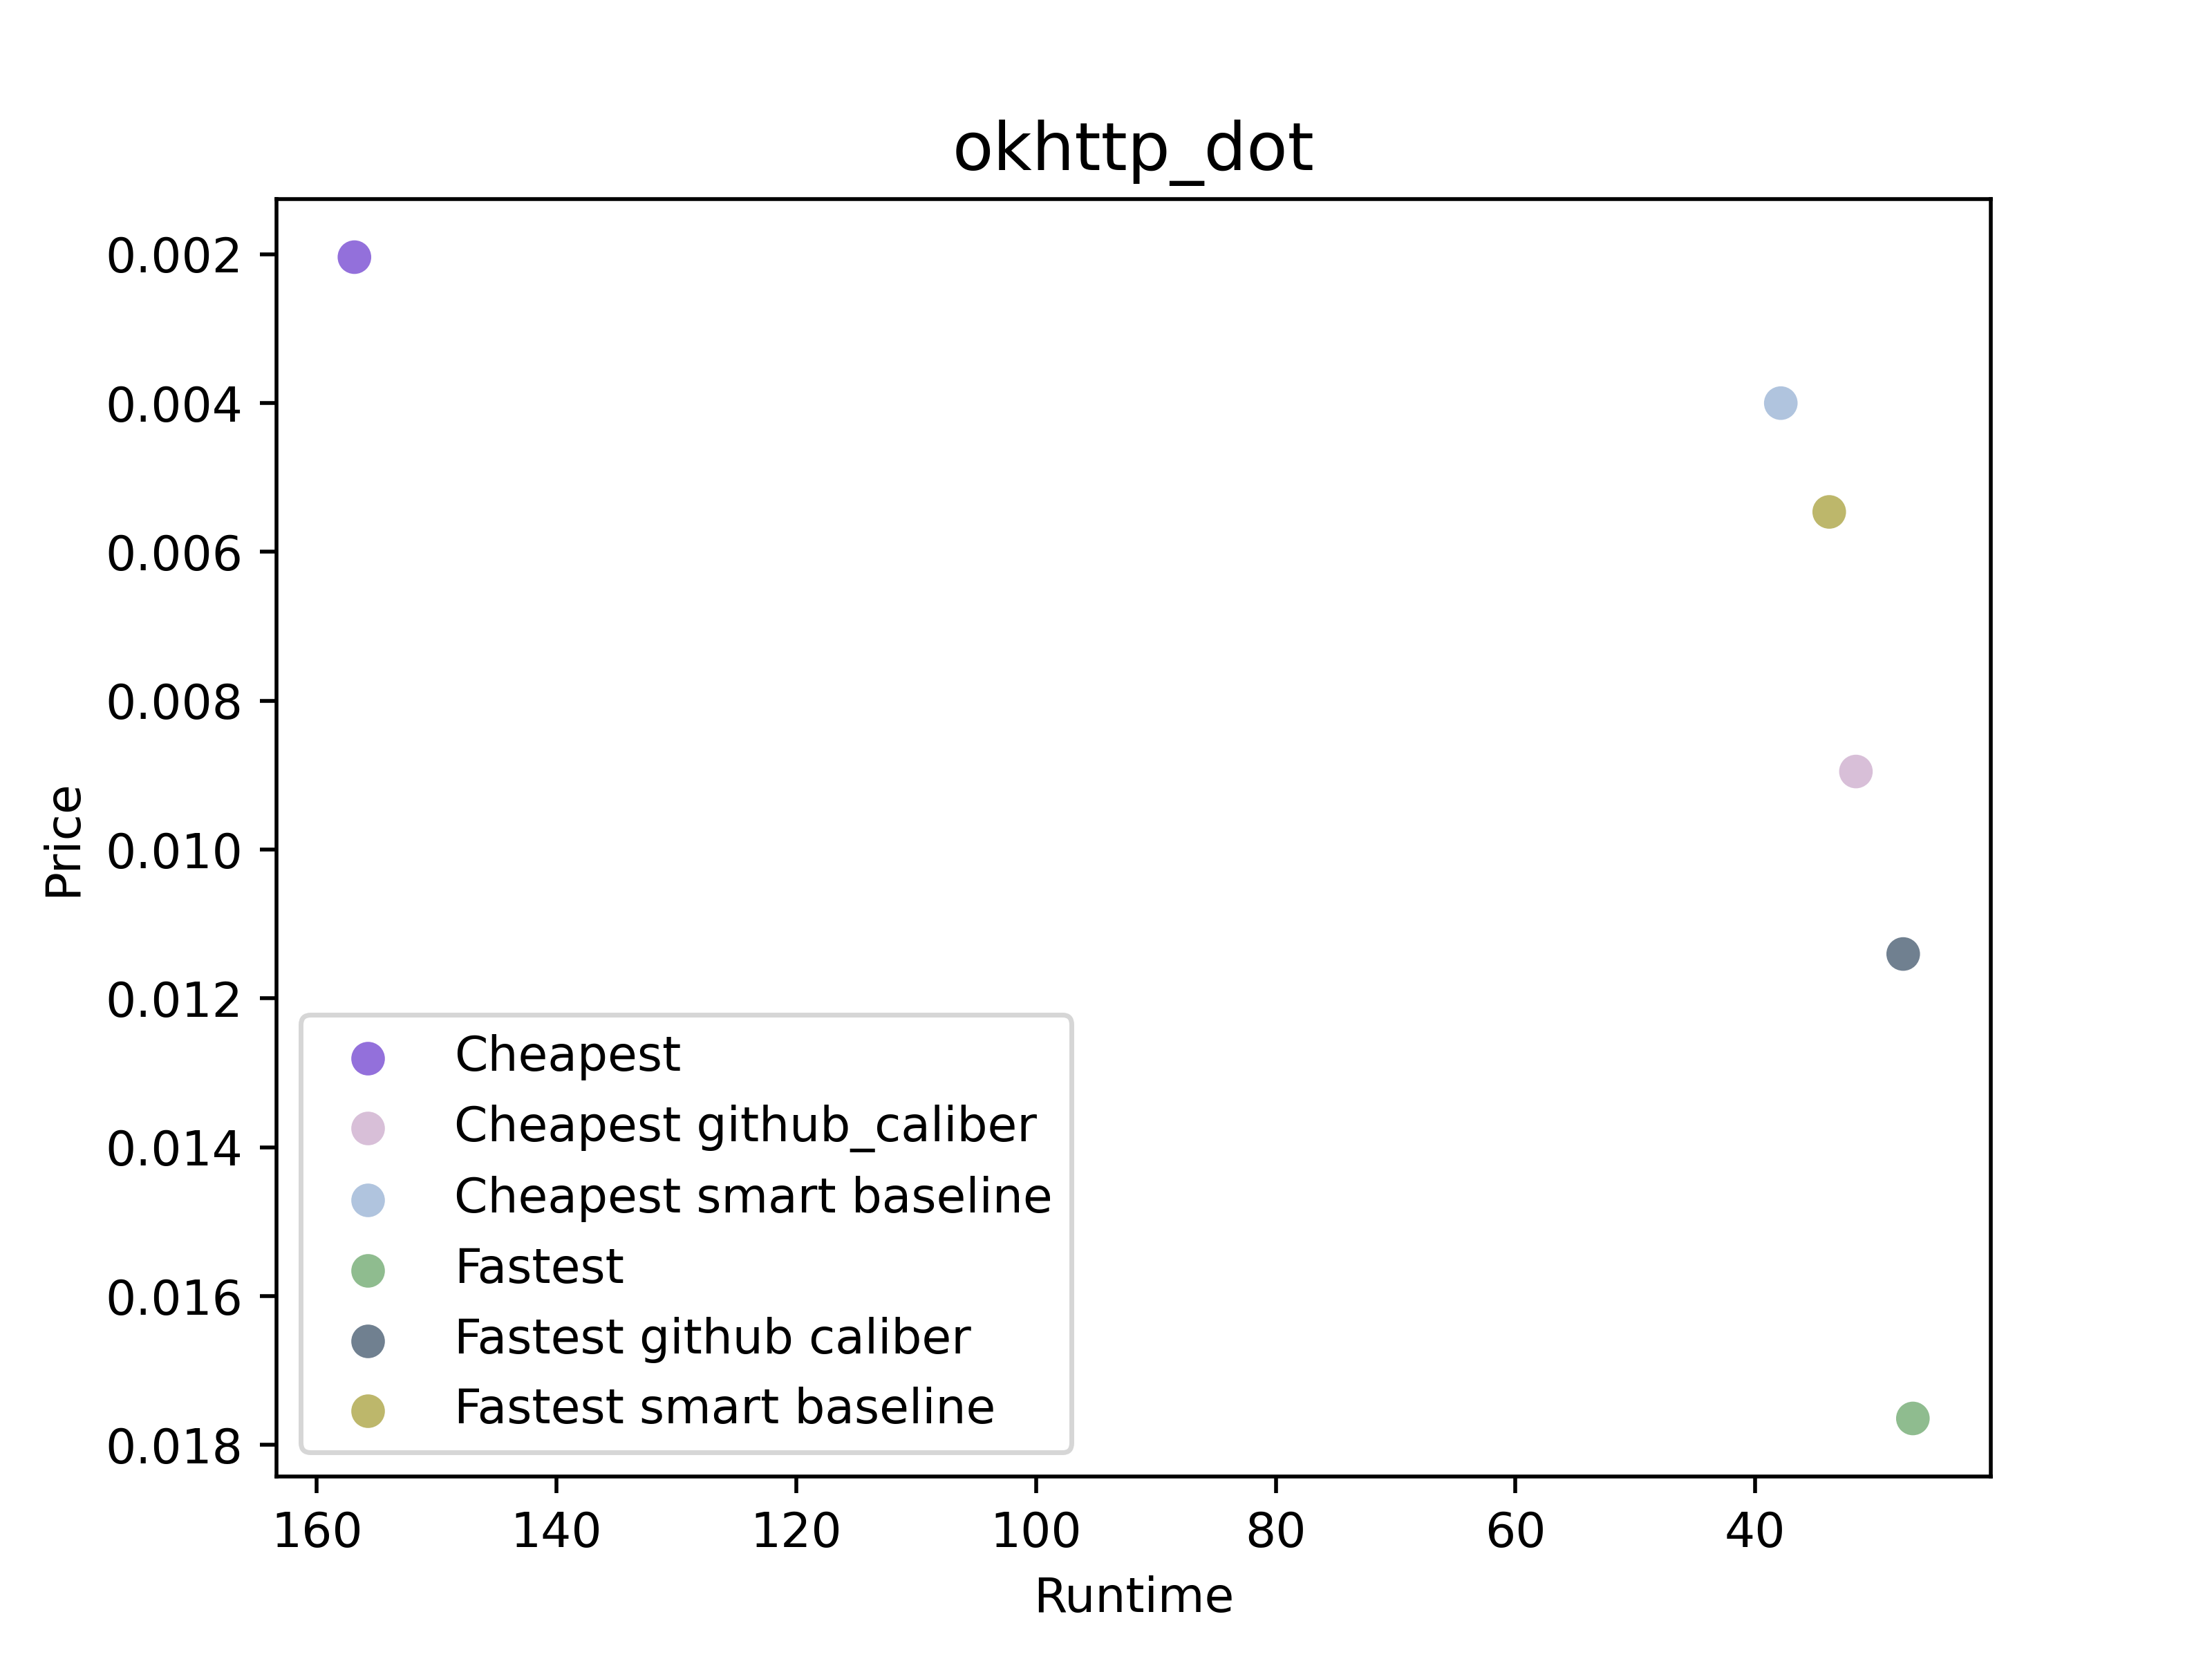 okhttp_dot
0.002
0.004
0.006
0.008
0.010
0.012
0.014
0.016
0.018
Price
Cheapest
Cheapest github_caliber
Cheapest smart baseline
Fastest
Fastest github caliber
Fastest smart baseline
160 140 120 100 80 60 40
Runtime